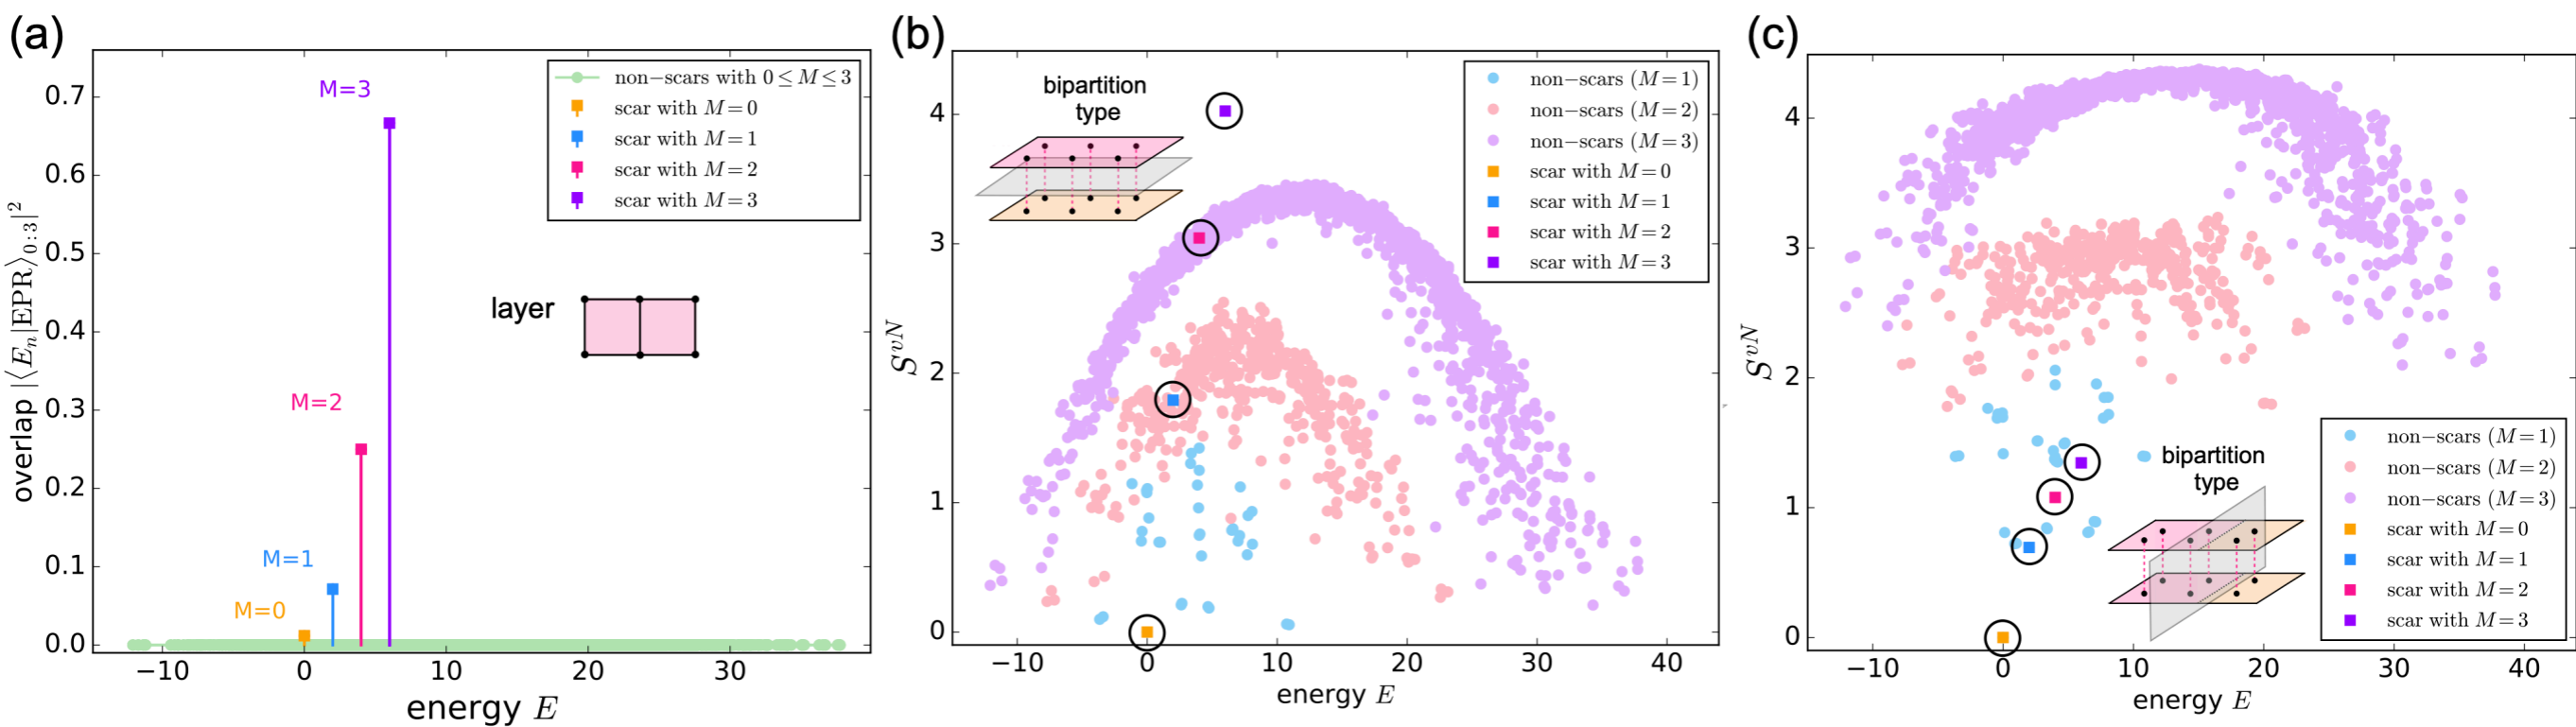 (a)
overlap |⟨E_n|EPR⟩_{0:3}|^2
0.7
0.6
0.5
0.4
0.3
0.2
0.1
0.0
M=3
M=2
M=1
M=0
non−scars with 0 ≤ M ≤ 3
scar with M = 0
scar with M = 1
scar with M = 2
scar with M = 3
layer
−10
0
10
20
30
energy E
(b)
S^{vN}
4
3
2
1
0
bipartition
type
non−scars (M = 1)
non−scars (M = 2)
non−scars (M = 3)
scar with M = 0
scar with M = 1
scar with M = 2
scar with M = 3
−10
0
10
20
30
40
energy E
(c)
S^{vN}
4
3
2
1
0
non−scars (M = 1)
non−scars (M = 2)
non−scars (M = 3)
scar with M = 0
scar with M = 1
scar with M = 2
scar with M = 3
bipartition
type
−10
0
10
20
30
40
energy E